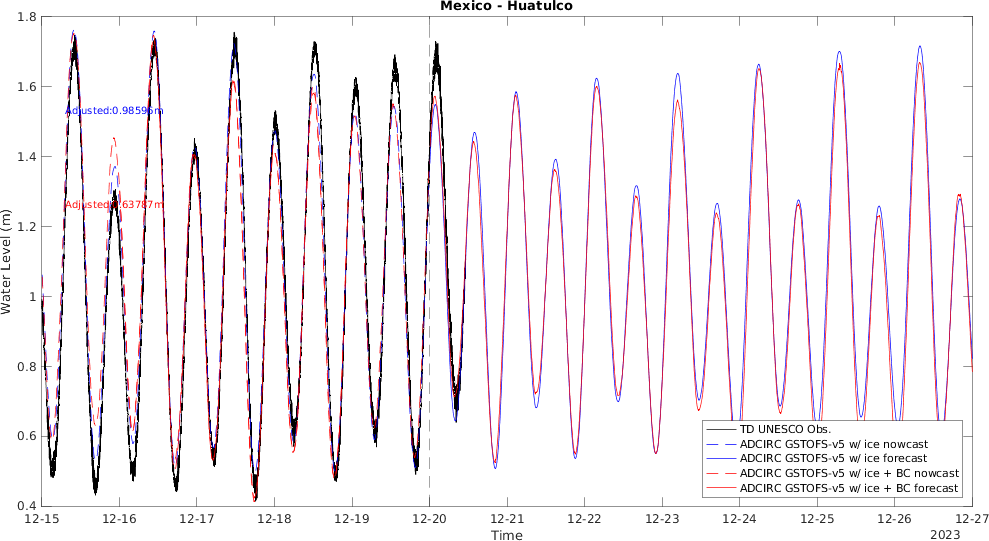 Mexico - Huatulco
Water Level (m)
1.8
1.6
1.4
1.2
1
0.8
0.6
0.4
Adjusted:0.98596m
TD UNESCO Obs.
ADCIRC GSTOFS-v5 w/ ice nowcast
ADCIRC GSTOFS-v5 w/ ice forecast
ADCIRC GSTOFS-v5 w/ ice + BC nowcast
ADCIRC GSTOFS-v5 w/ ice + BC forecast
12-15 12-16 12-17 12-18 12-19 12-20 12-21 12-22 12-23 12-24 12-25 12-26 12-27
Time
2023